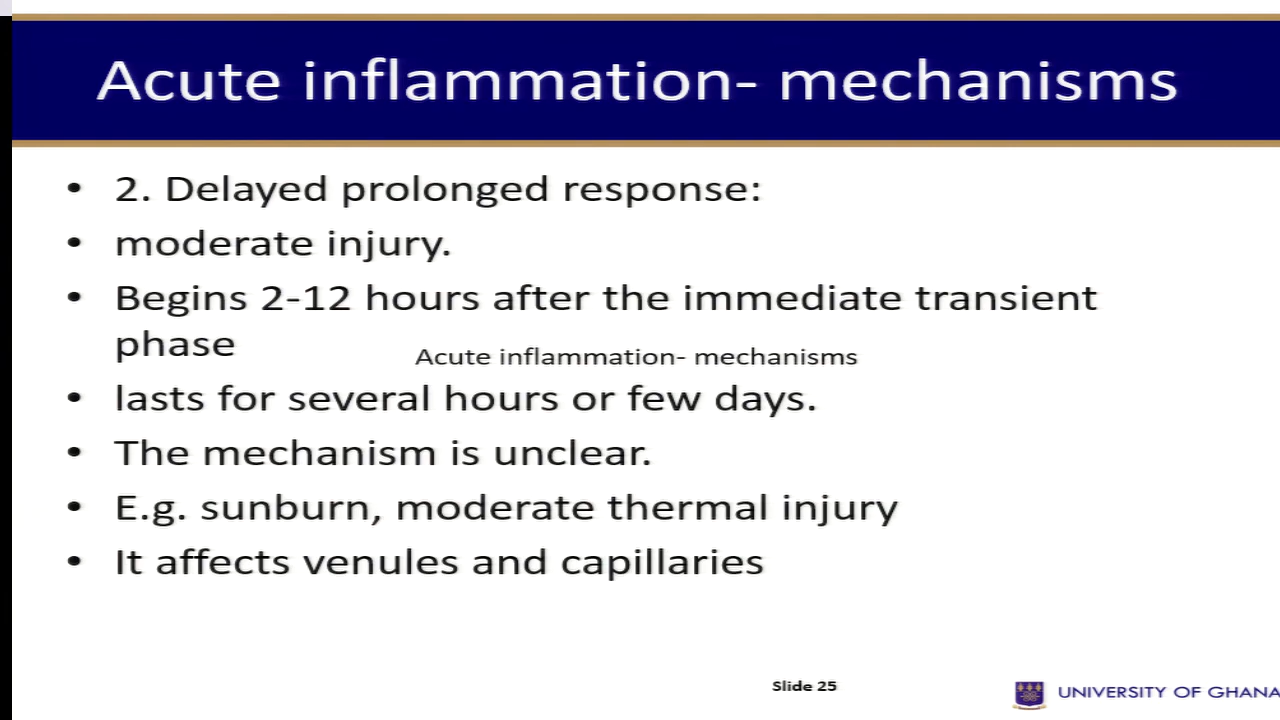 Acute inflammation- mechanisms
• 2. Delayed prolonged response:
• moderate injury.
• Begins 2-12 hours after the immediate transient
phase
Acute inflammation- mechanisms
• lasts for several hours or few days.
• The mechanism is unclear.
• E.g. sunburn, moderate thermal injury
• It affects venules and capillaries
Slide 25
UNIVERSITY OF GHANA